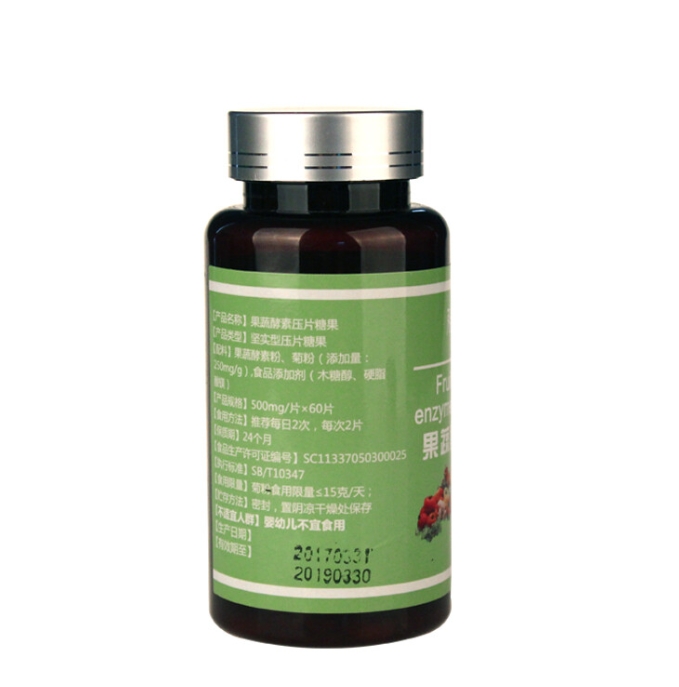 【产品名称】果蔬酵素压片糖果
【产品类型】坚实型压片糖果
【配料】果蔬酵素粉、菊粉（添加量：
250mg/g）,食品添加剂（木糖醇、硬脂
酸镁）
【产品规格】500mg/片×60片
【食用方法】推荐每日2次，每次2片
【保质期】24个月
【食品生产许可证编号】SC11337050300025
【执行标准】SB/T10347
【食用限量】菊粉食用限量≤15克/天；
【贮存方法】密封，置阴凉干燥处保存
【不适宜人群】婴幼儿不宜食用
【生产日期】
【有效期至】
20170331
20190330
Fru
enzym
果蔬